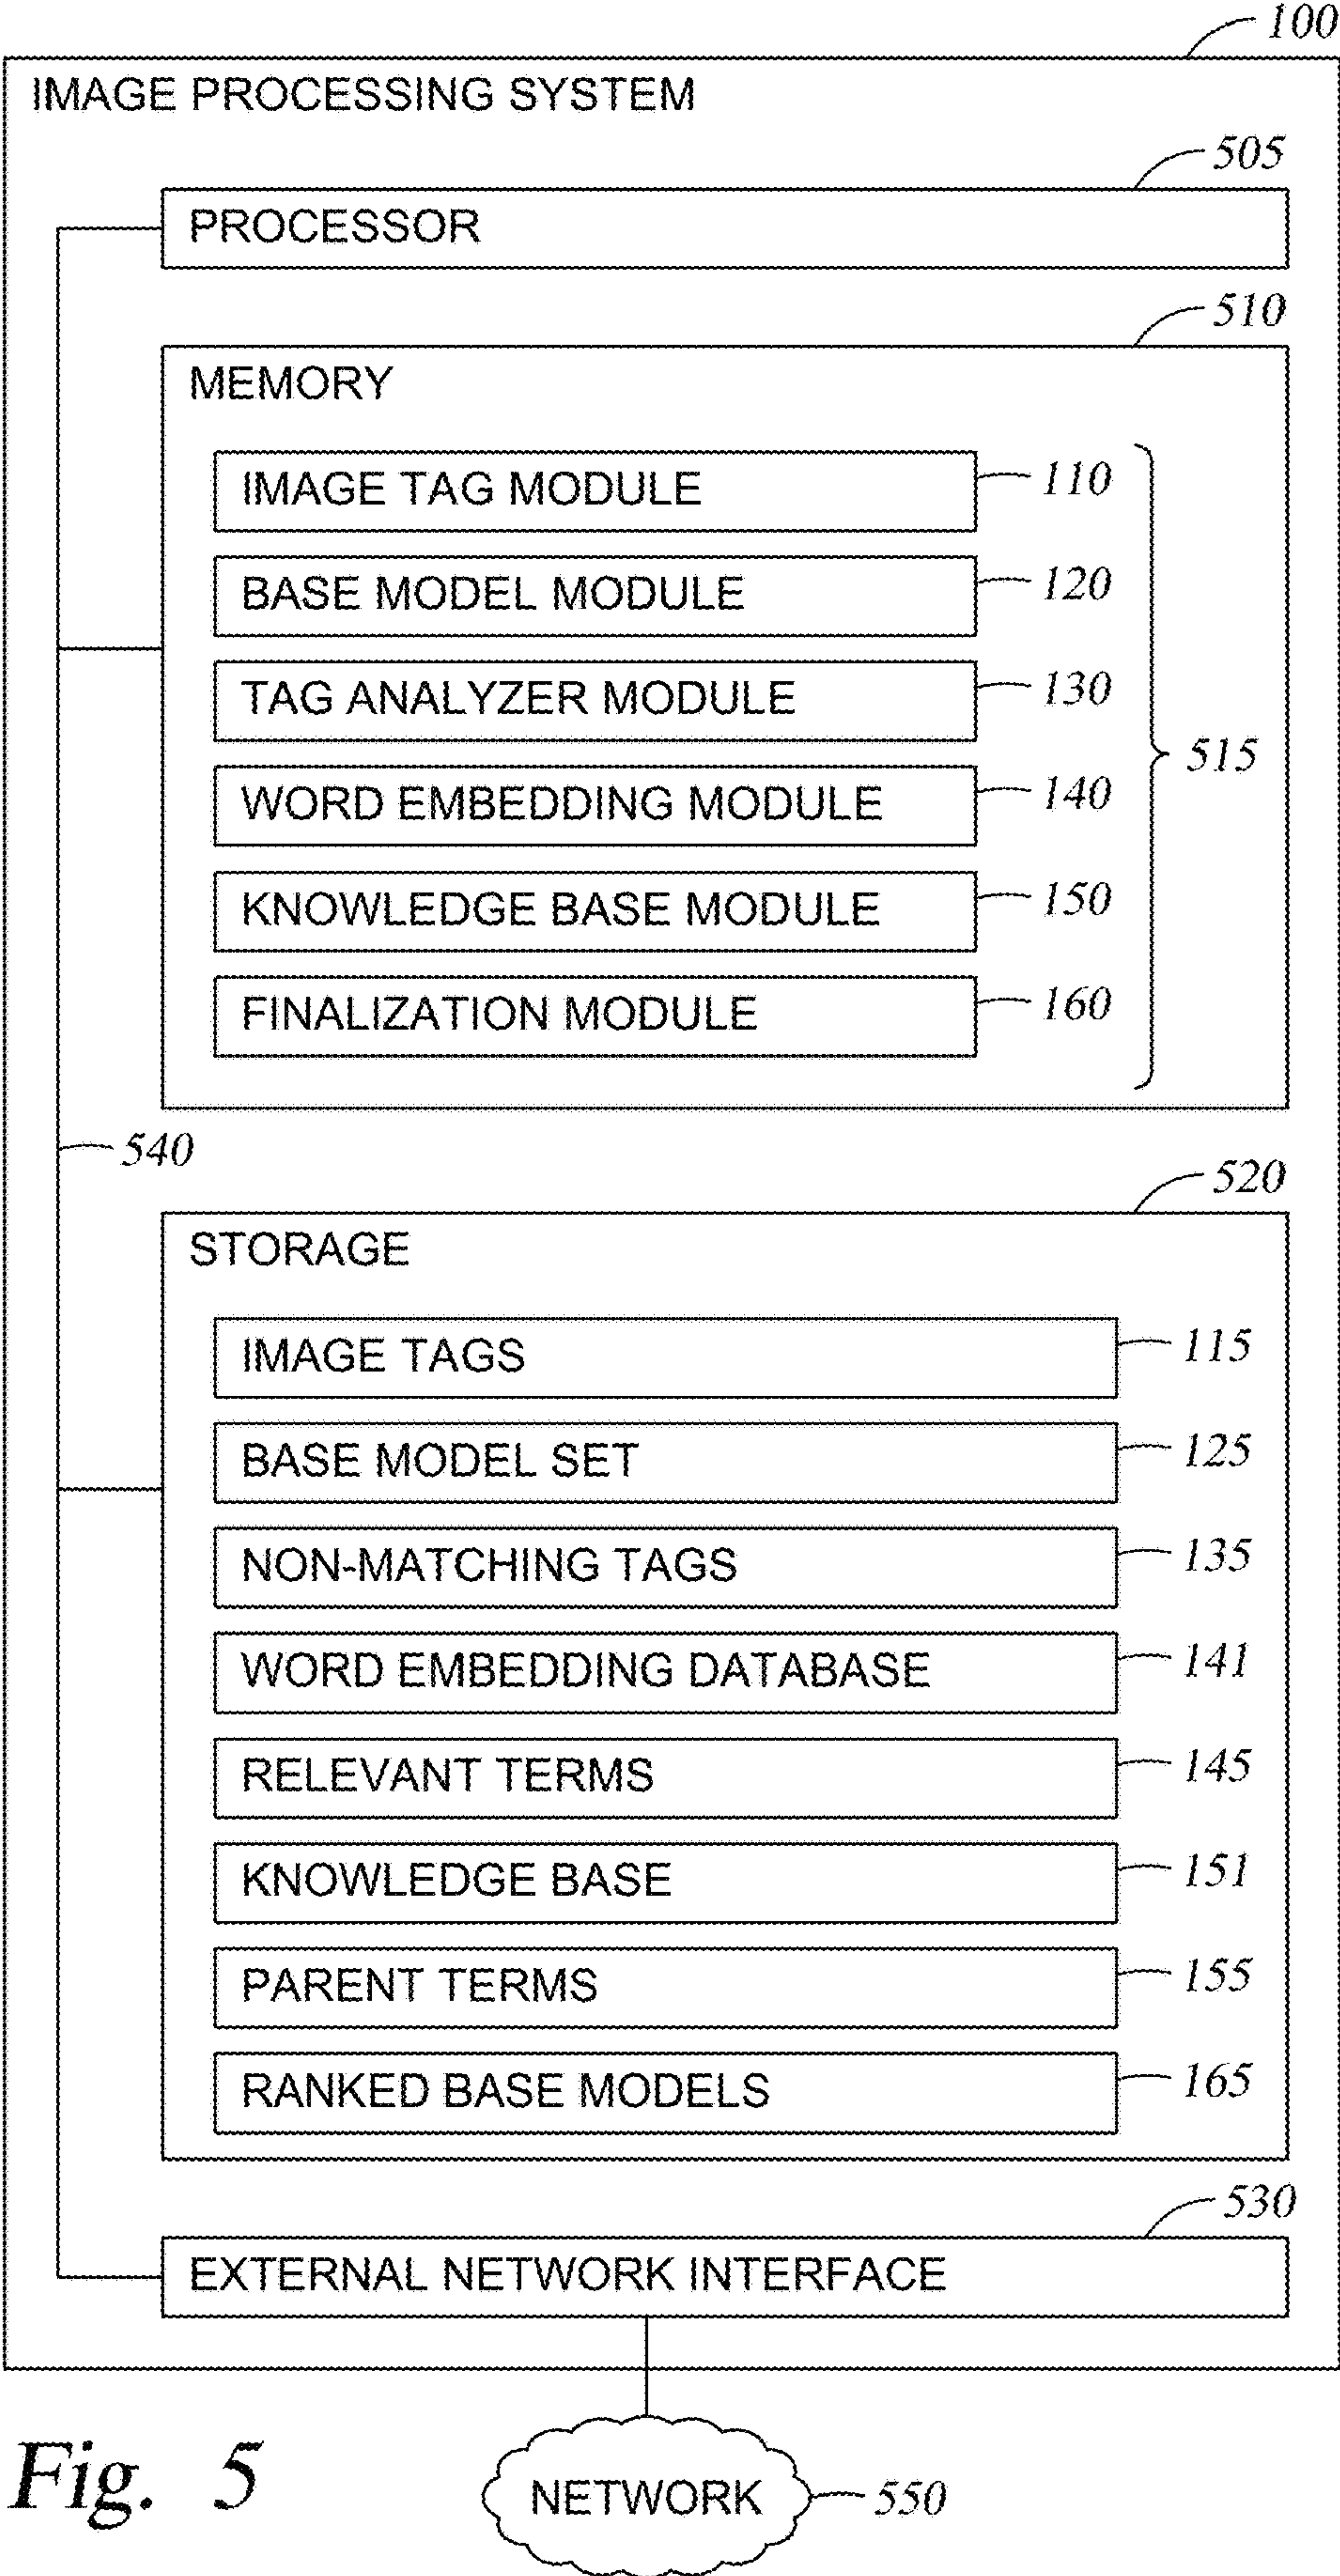 100
IMAGE PROCESSING SYSTEM
505
PROCESSOR
510
MEMORY
IMAGE TAG MODULE 110
BASE MODEL MODULE 120
TAG ANALYZER MODULE 130
515
WORD EMBEDDING MODULE 140
KNOWLEDGE BASE MODULE 150
FINALIZATION MODULE 160
540
520
STORAGE
IMAGE TAGS 115
BASE MODEL SET 125
NON-MATCHING TAGS 135
WORD EMBEDDING DATABASE 141
RELEVANT TERMS 145
KNOWLEDGE BASE 151
PARENT TERMS 155
RANKED BASE MODELS 165
530
EXTERNAL NETWORK INTERFACE
Fig. 5
NETWORK 550